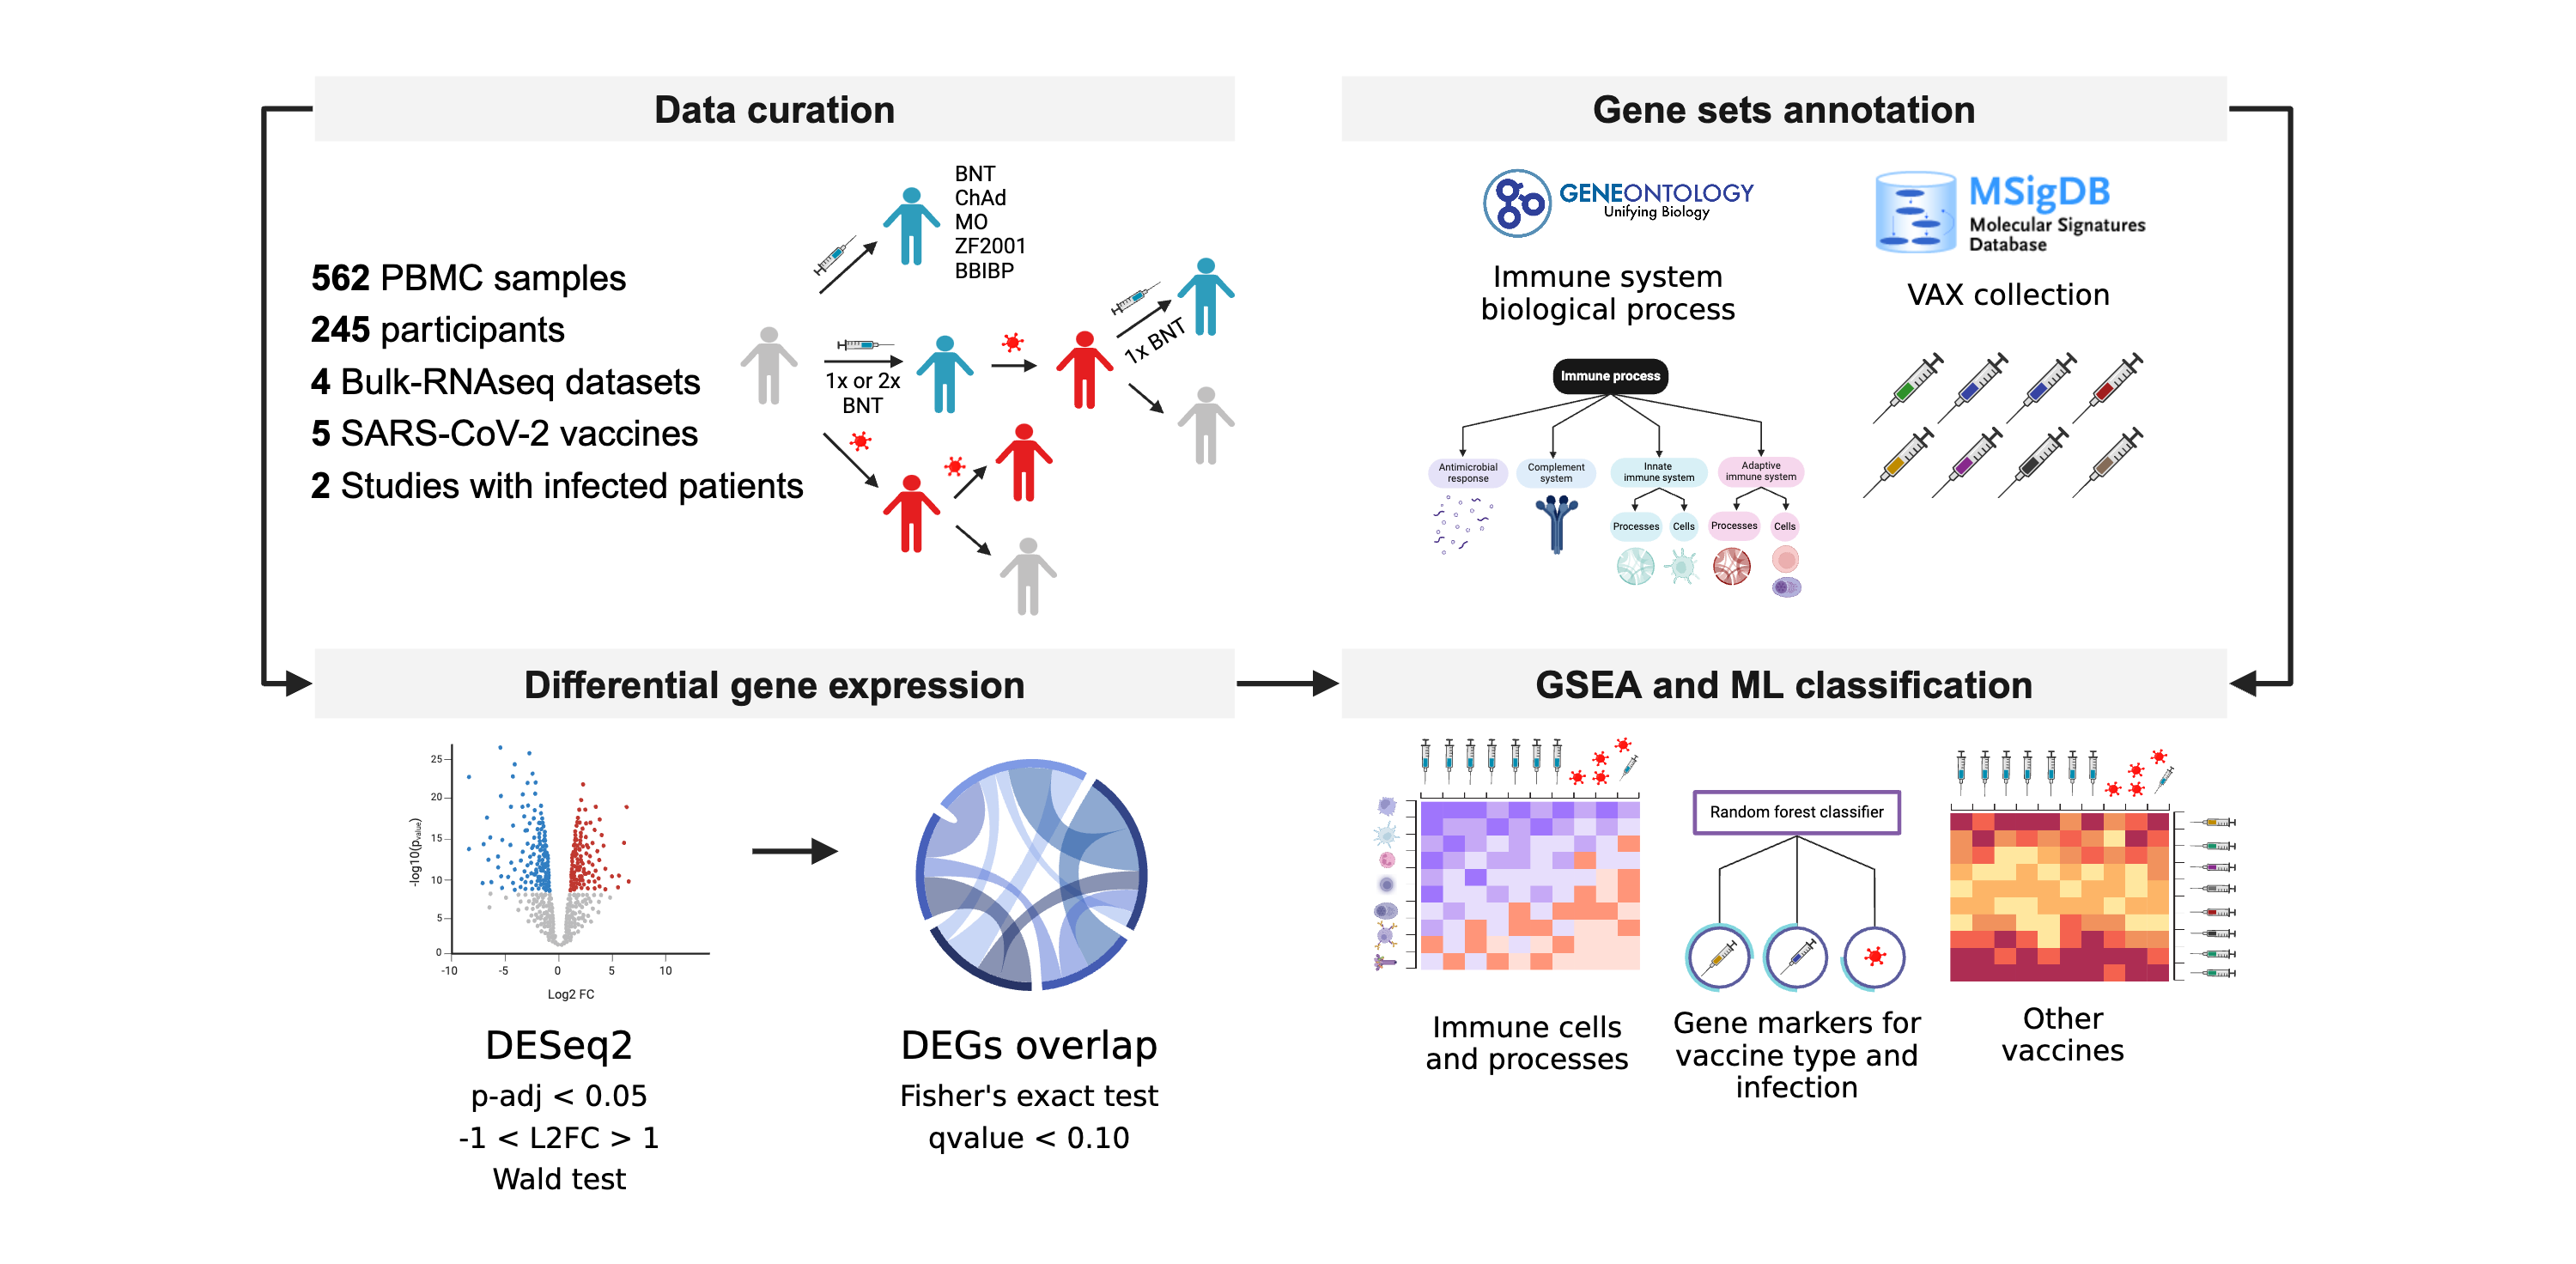 Data curation
562 PBMC samples
245 participants
4 Bulk-RNAseq datasets
5 SARS-CoV-2 vaccines
2 Studies with infected patients
BNT
ChAd
MO
ZF2001
BBIBP
1x or 2x
BNT
1x BNT
Gene sets annotation
GENEONTOLOGY
Unifying Biology
Immune system
biological process
MSigDB
Molecular Signatures
Database
VAX collection
Immune process
Antimicrobial
response
Complement
system
Innate
immune system
Adaptive
immune system
Processes
Cells
Processes
Cells
Differential gene expression
-log10(pvalue)
25
20
15
10
5
0
-10
-5
0
5
10
Log2 FC
DESeq2
p-adj < 0.05
-1 < L2FC > 1
Wald test
DEGs overlap
Fisher's exact test
qvalue < 0.10
GSEA and ML classification
Immune cells
and processes
Random forest classifier
Gene markers for
vaccine type and
infection
Other
vaccines